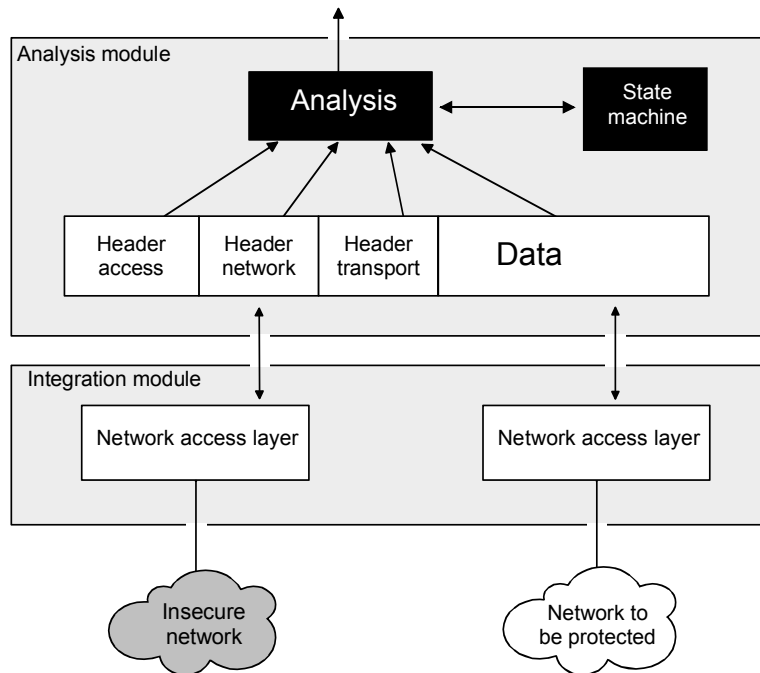 Analysis module
Analysis
State
machine
Header
access
Header
network
Header
transport
Data
Integration module
Network access layer
Network access layer
Insecure
network
Network to
be protected